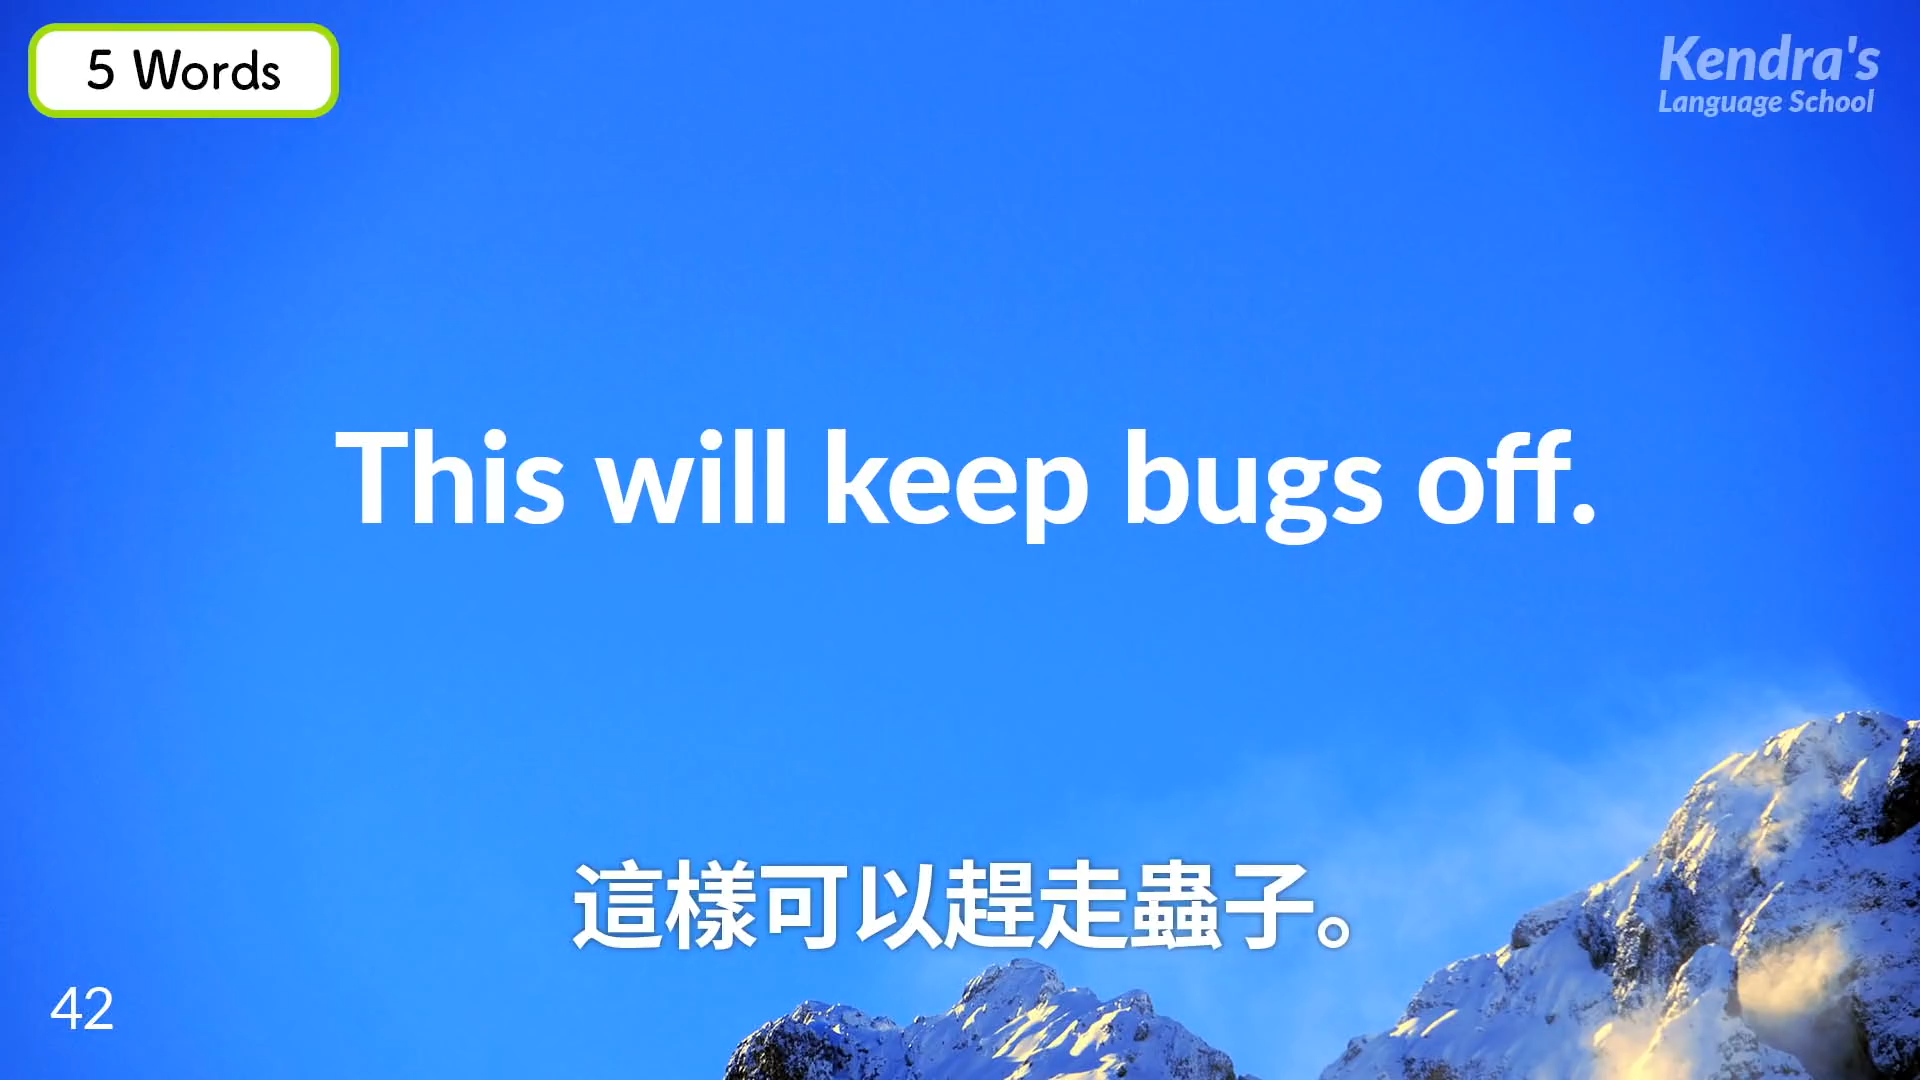 5 Words
Kendra's
Language School
This will keep bugs off.
這樣可以趕走蟲子。
42